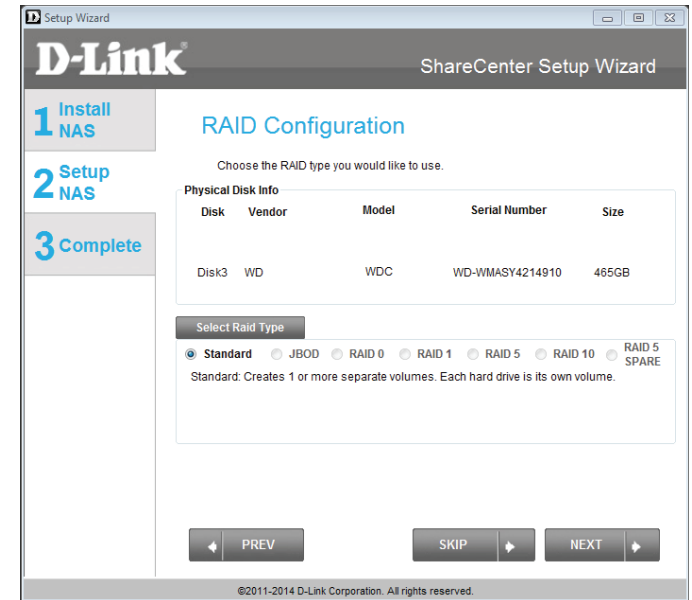 Setup Wizard
D-Link
ShareCenter Setup Wizard
1 Install NAS
2 Setup NAS
3 Complete
RAID Configuration
Choose the RAID type you would like to use.
Physical Disk Info
Disk Vendor Model Serial Number Size
Disk3 WD WDC WD-WMASY4214910 465GB
Select Raid Type
Standard JBOD RAID 0 RAID 1 RAID 5 RAID 10 RAID 5 SPARE
Standard: Creates 1 or more separate volumes. Each hard drive is its own volume.
PREV SKIP NEXT
©2011-2014 D-Link Corporation. All rights reserved.